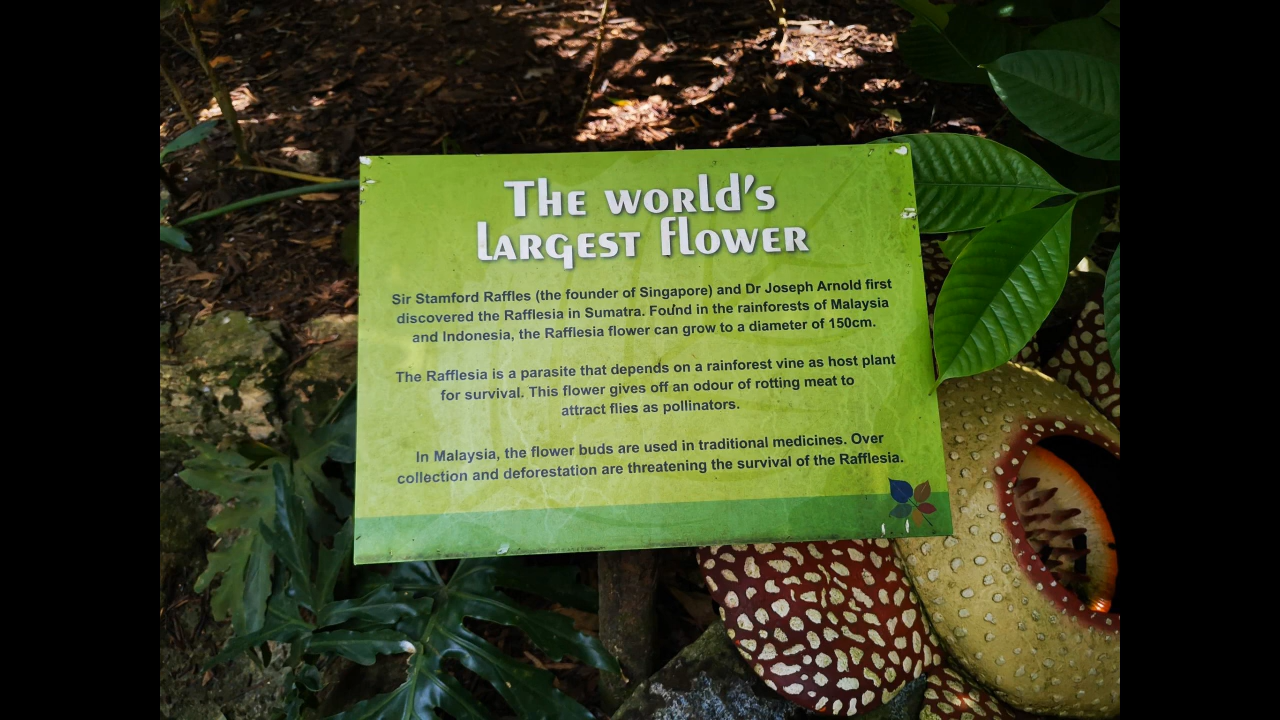 The world's
largest flower
Sir Stamford Raffles (the founder of Singapore) and Dr Joseph Arnold first
discovered the Rafflesia in Sumatra. Found in the rainforests of Malaysia
and Indonesia, the Rafflesia flower can grow to a diameter of 150cm.
The Rafflesia is a parasite that depends on a rainforest vine as host plant
for survival. This flower gives off an odour of rotting meat to
attract flies as pollinators.
In Malaysia, the flower buds are used in traditional medicines. Over
collection and deforestation are threatening the survival of the Rafflesia.